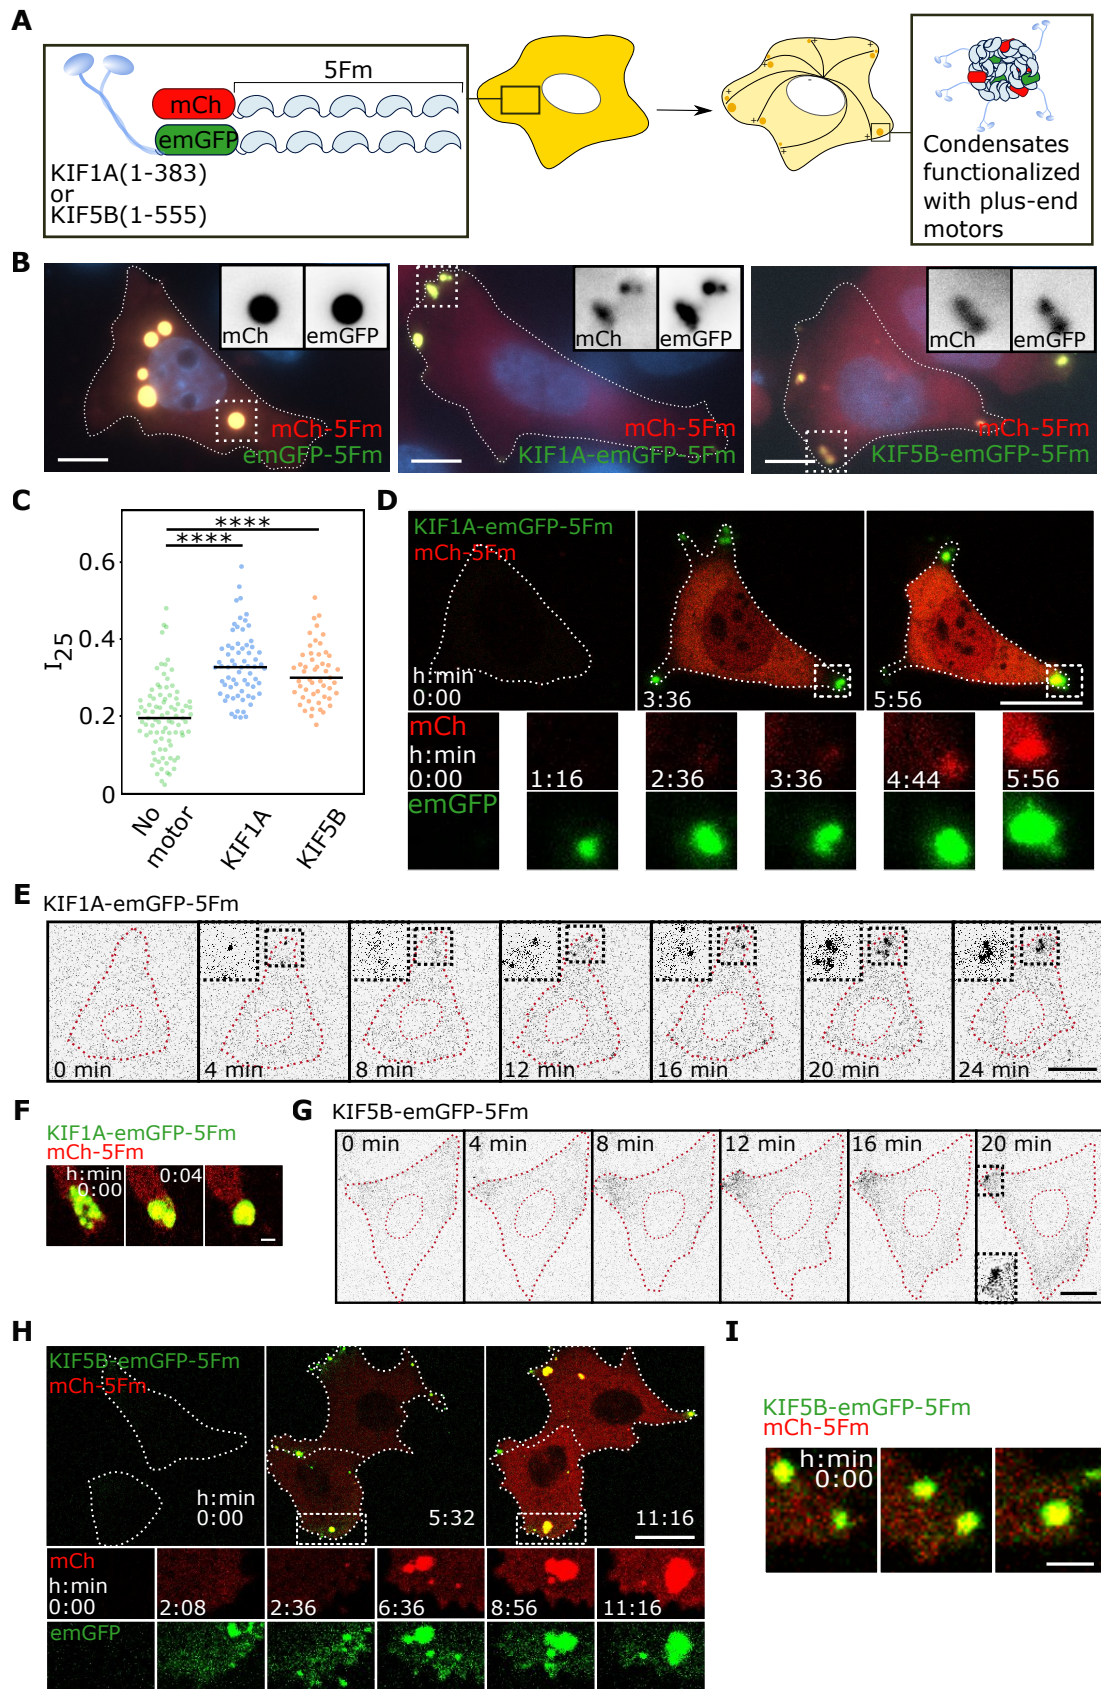 A
5Fm
mCh
emGFP
KIF1A(1-383)
or
KIF5B(1-555)
-
+
+
+
+
+
+
+
Condensates
functionalized
with plus-end
motors
B
mCh
emGFP
mCh-5Fm
emGFP-5Fm
mCh
emGFP
mCh-5Fm
KIF1A-emGFP-5Fm
mCh
emGFP
mCh-5Fm
KIF5B-emGFP-5Fm
C
****
****
I25
0.6
0.4
0.2
0
No motor
KIF1A
KIF5B
D
KIF1A-emGFP-5Fm
mCh-5Fm
h:min
0:00
3:36
5:56
mCh
h:min
0:00
1:16
2:36
3:36
4:44
5:56
emGFP
E
KIF1A-emGFP-5Fm
0 min
4 min
8 min
12 min
16 min
20 min
24 min
F
KIF1A-emGFP-5Fm
mCh-5Fm
h:min
0:00
0:04
G
KIF5B-emGFP-5Fm
0 min
4 min
8 min
12 min
16 min
20 min
H
KIF5B-emGFP-5Fm
mCh-5Fm
h:min
0:00
5:32
11:16
mCh
h:min
0:00
2:08
2:36
6:36
8:56
11:16
emGFP
I
KIF5B-emGFP-5Fm
mCh-5Fm
h:min
0:00